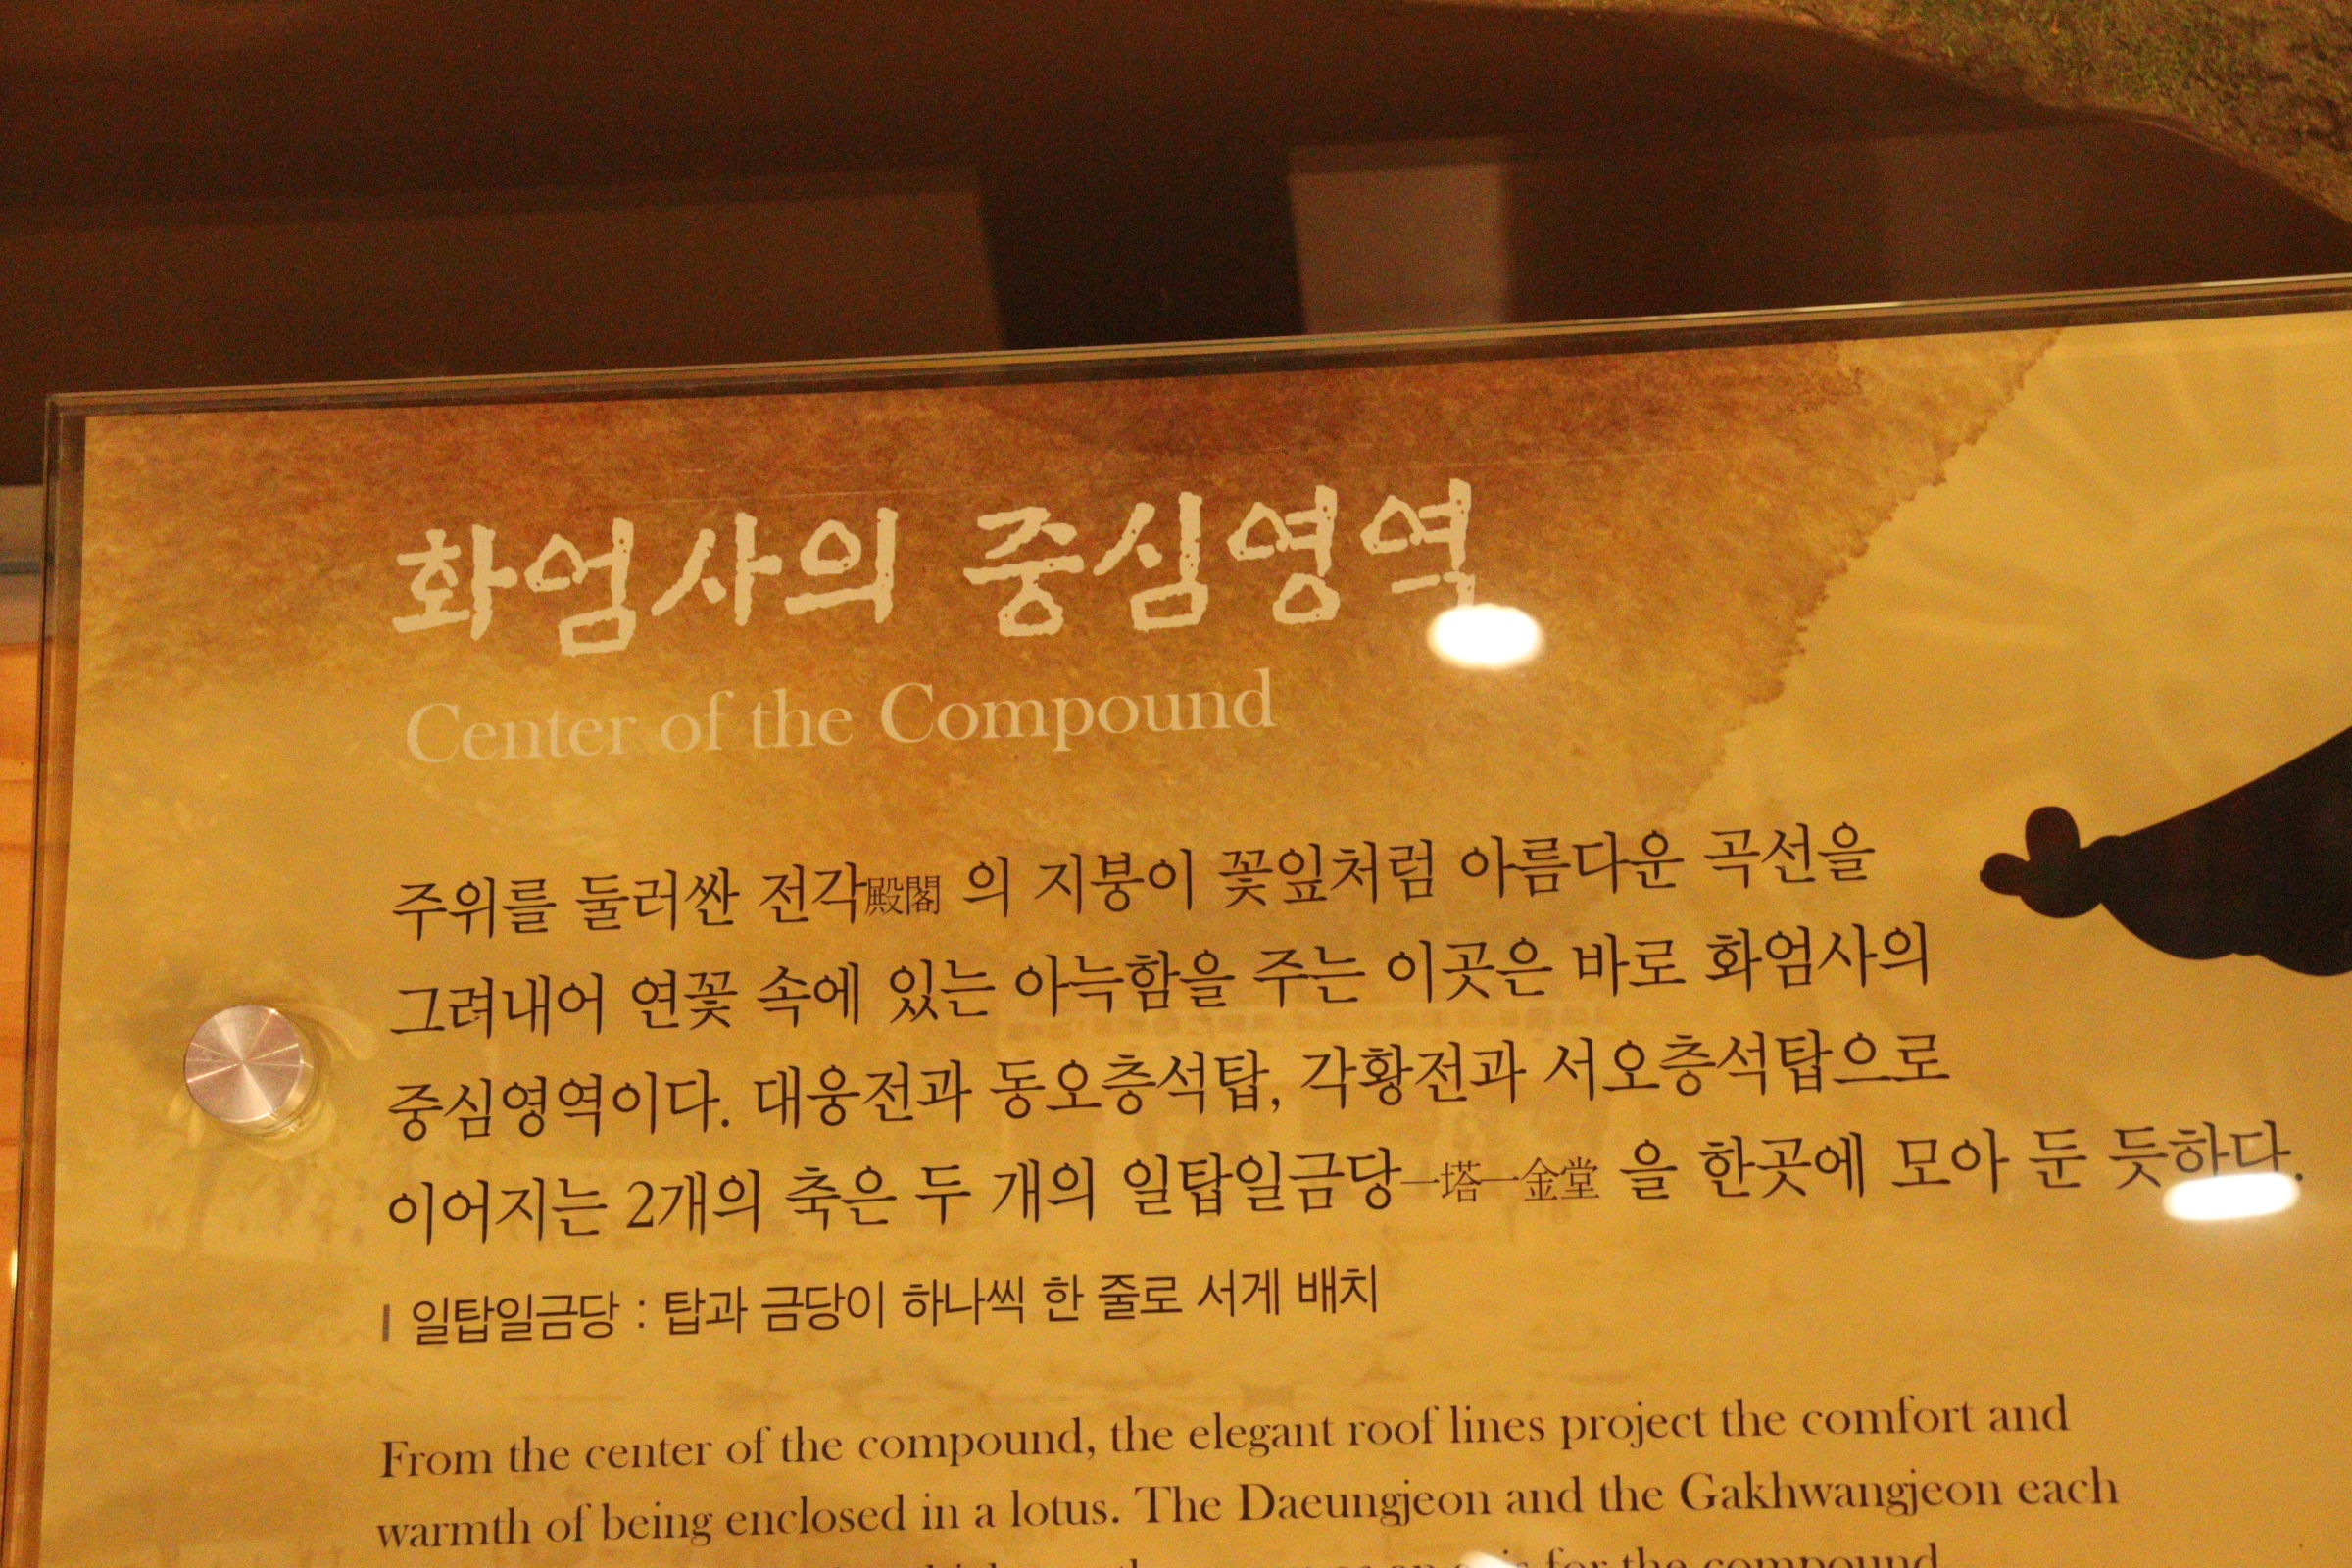 화엄사의 중심영역
Center of the Compound
주위를 둘러싼 전각殿閣 의 지붕이 꽃잎처럼 아름다운 곡선을
그려내어 연꽃 속에 있는 아늑함을 주는 이곳은 바로 화엄사의
중심영역이다. 대웅전과 동오층석탑, 각황전과 서오층석탑으로
이어지는 2개의 축은 두 개의 일탑일금당一塔一金堂 을 한곳에 모아 둔 듯하다.
| 일탑일금당 : 탑과 금당이 하나씩 한 줄로 서게 배치
From the center of the compound, the elegant roof lines project the comfort and
warmth of being enclosed in a lotus. The Daeungjeon and the Gakhwangjeon each
for the compound.